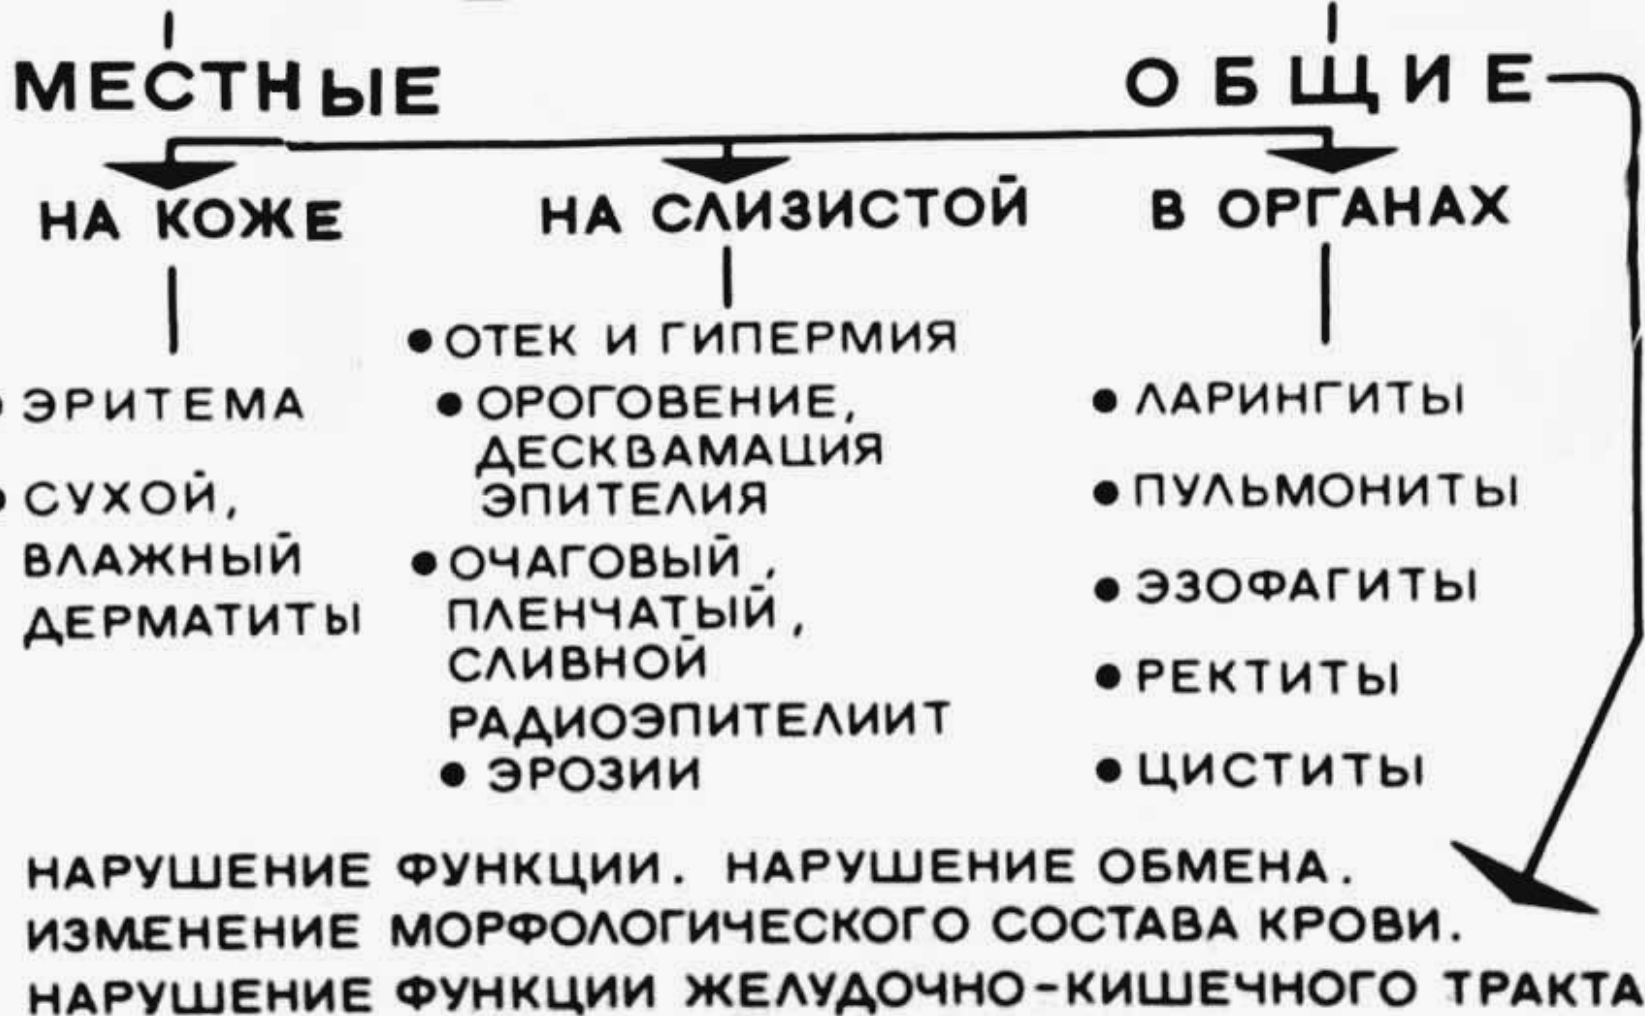 МЕСТНЫЕ
ОБЩИЕ
НА КОЖЕ
НА СЛИЗИСТОЙ
В ОРГАНАХ
• ЭРИТЕМА
• СУХОЙ,
ВЛАЖНЫЙ
ДЕРМАТИТЫ
• ОТЕК И ГИПЕРМИЯ
• ОРОГОВЕНИЕ,
ДЕСКВАМАЦИЯ
ЭПИТЕЛИЯ
• ОЧАГОВЫЙ,
ПЛЕНЧАТЫЙ,
СЛИВНОЙ
РАДИОЭПИТЕЛИИТ
• ЭРОЗИИ
• ЛАРИНГИТЫ
• ПУЛЬМОНИТЫ
• ЭЗОФАГИТЫ
• РЕКТИТЫ
• ЦИСТИТЫ
НАРУШЕНИЕ ФУНКЦИИ. НАРУШЕНИЕ ОБМЕНА.
ИЗМЕНЕНИЕ МОРФОЛОГИЧЕСКОГО СОСТАВА КРОВИ.
НАРУШЕНИЕ ФУНКЦИИ ЖЕЛУДОЧНО-КИШЕЧНОГО ТРАКТА